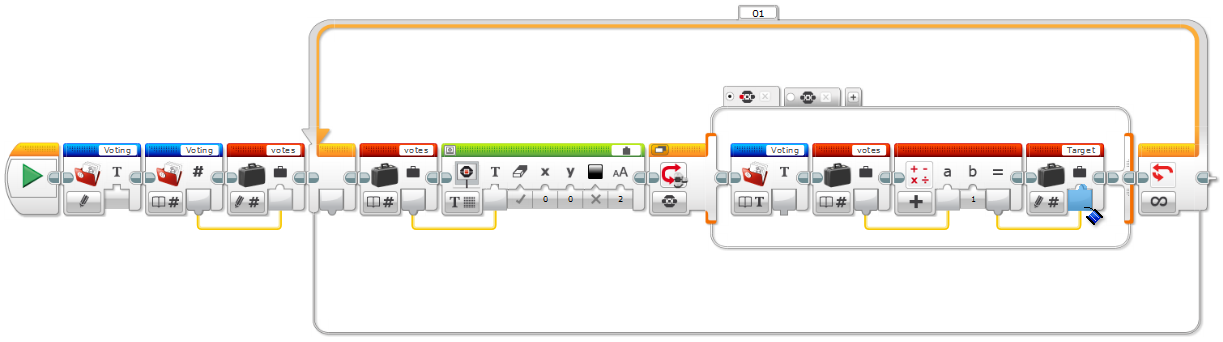 01
Voting
T
Voting
#
#
votes
#
votes
#
T
x
y
AA
T
0
0
2
Voting
T
T
votes
#
a
b
=
1
Target
#